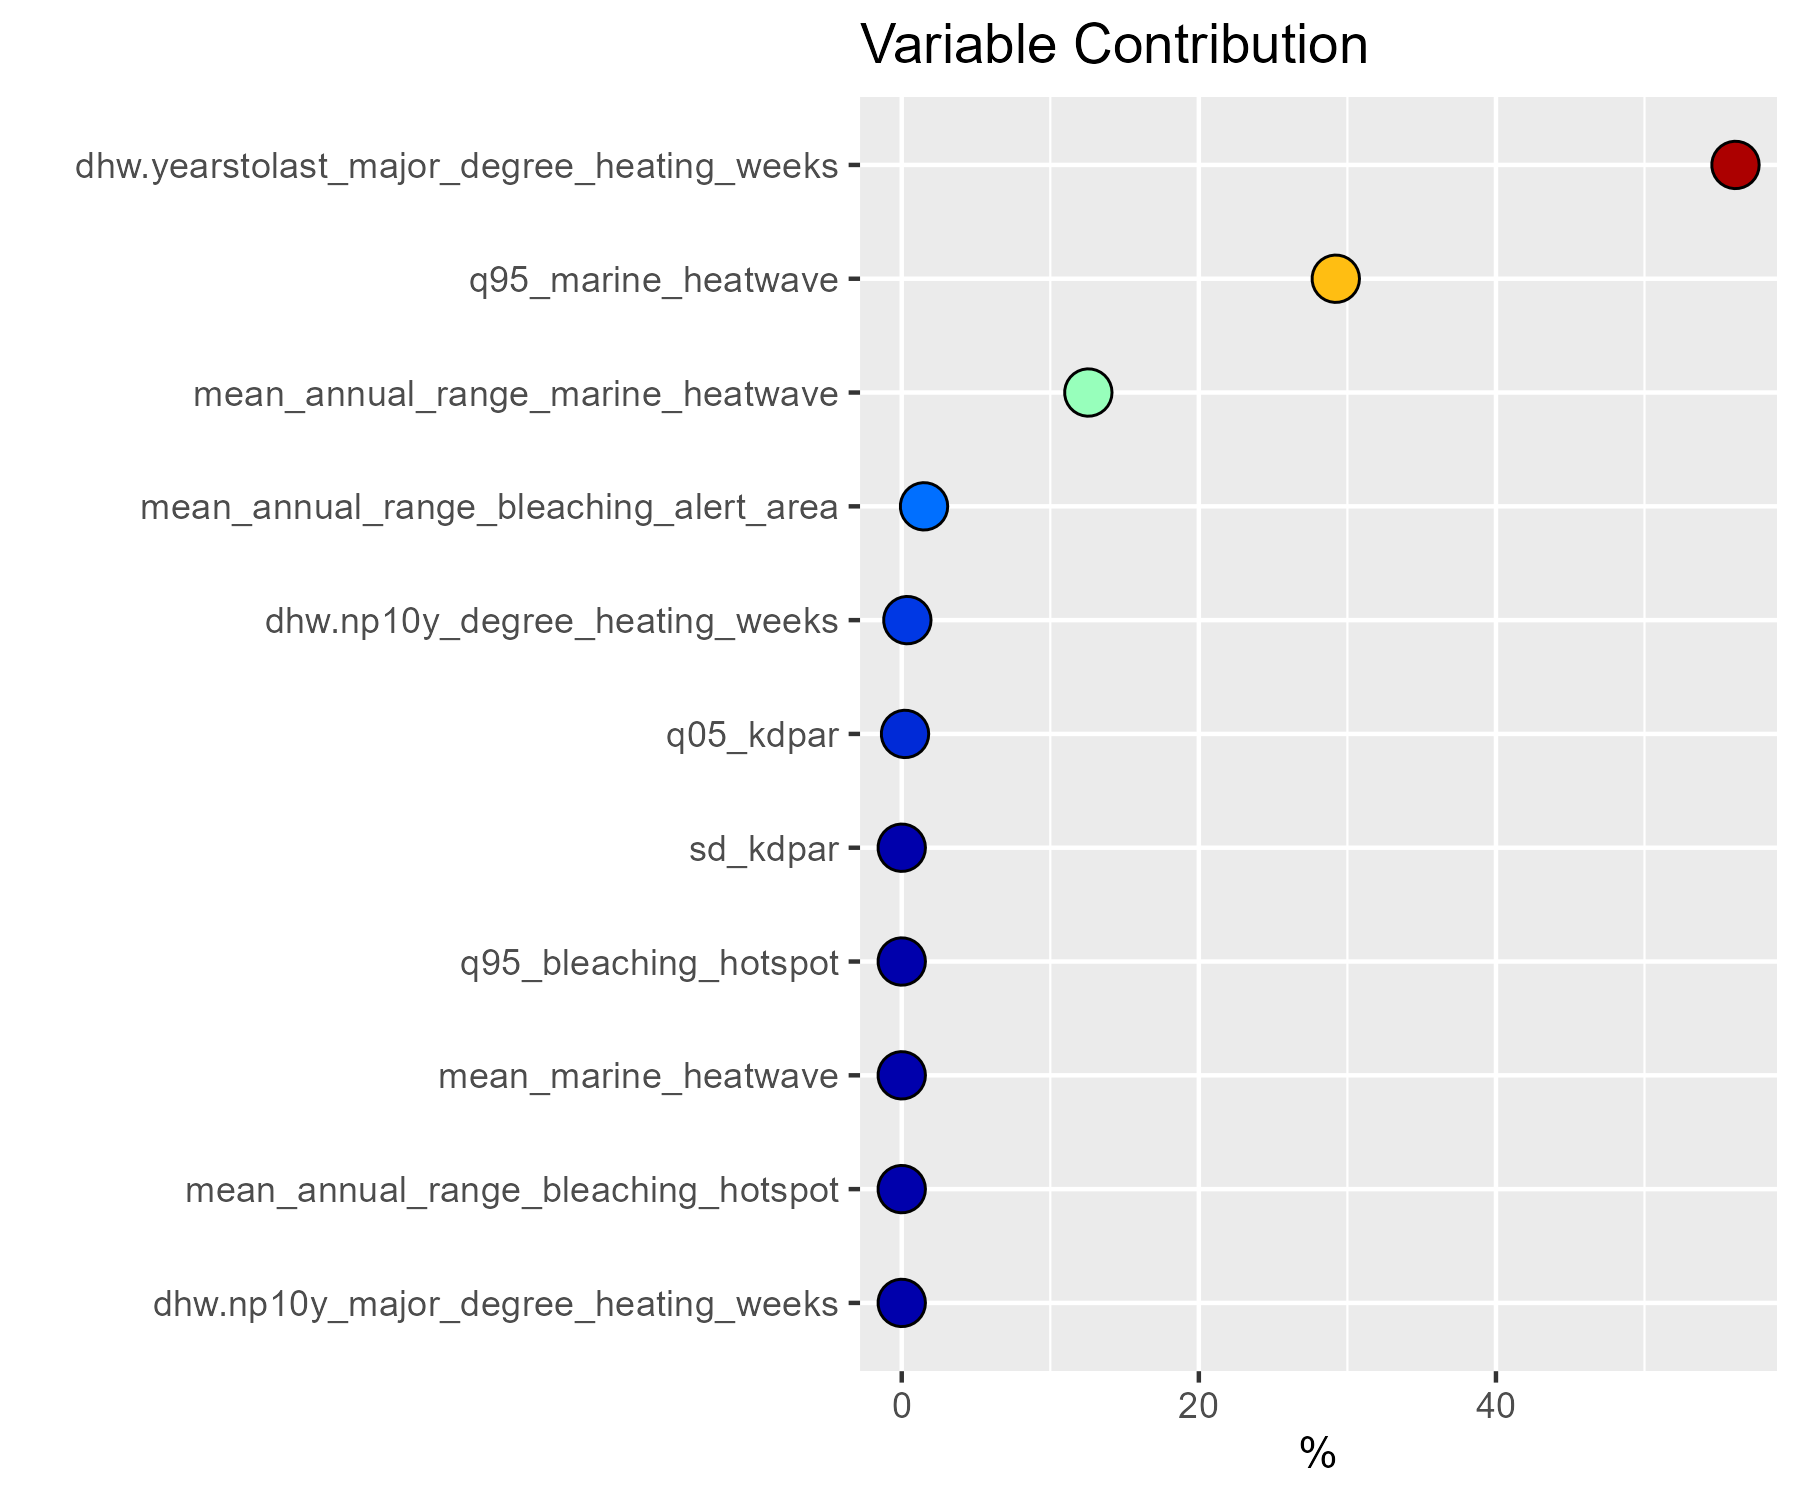 Variable Contribution
dhw.yearstolast_major_degree_heating_weeks
q95_marine_heatwave
mean_annual_range_marine_heatwave
mean_annual_range_bleaching_alert_area
dhw.np10y_degree_heating_weeks
q05_kdpar
sd_kdpar
q95_bleaching_hotspot
mean_marine_heatwave
mean_annual_range_bleaching_hotspot
dhw.np10y_major_degree_heating_weeks
0 20 40
%